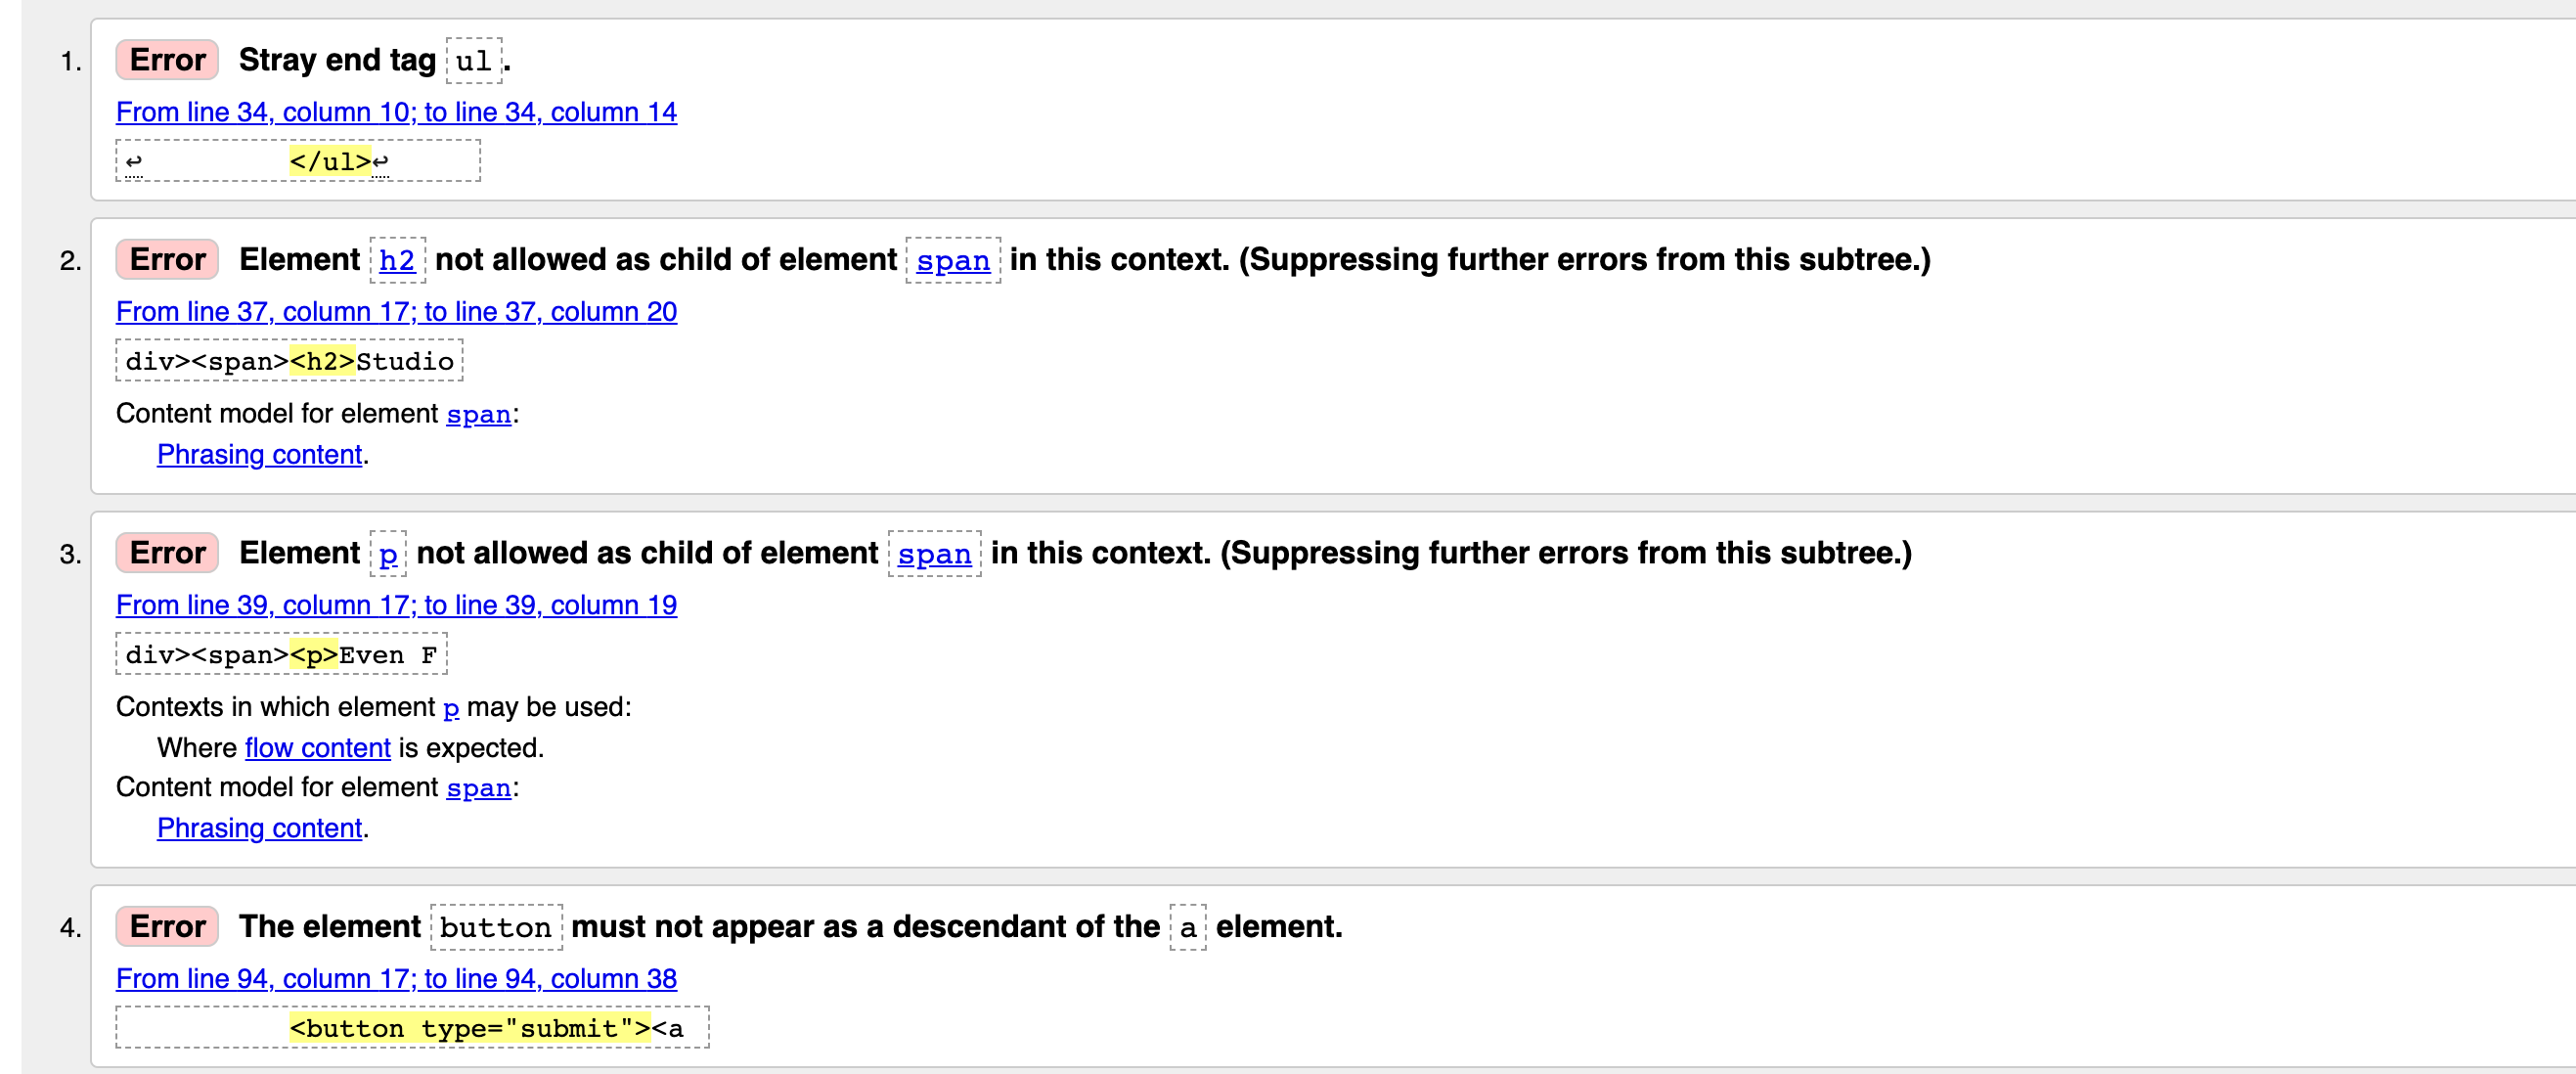 1. Error Stray end tag ul.
From line 34, column 10; to line 34, column 14
↩ </ul>↩
2. Error Element h2 not allowed as child of element span in this context. (Suppressing further errors from this subtree.)
From line 37, column 17; to line 37, column 20
div><span><h2>Studio
Content model for element span:
Phrasing content.
3. Error Element p not allowed as child of element span in this context. (Suppressing further errors from this subtree.)
From line 39, column 17; to line 39, column 19
div><span><p>Even F
Contexts in which element p may be used:
Where flow content is expected.
Content model for element span:
Phrasing content.
4. Error The element button must not appear as a descendant of the a element.
From line 94, column 17; to line 94, column 38
<button type="submit"><a